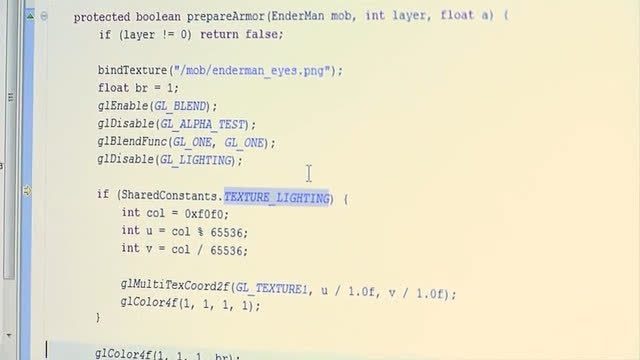 protected boolean prepareArmor(EnderMan mob, int layer, float a) {
if (layer != 0) return false;
bindTexture("/mob/enderman_eyes.png");
float br = 1;
glEnable(GL_BLEND);
glDisable(GL_ALPHA_TEST);
glBlendFunc(GL_ONE, GL_ONE);
glDisable(GL_LIGHTING);
if (SharedConstants.TEXTURE_LIGHTING) {
int col = 0xf0f0;
int u = col % 65536;
int v = col / 65536;
glMultiTexCoord2f(GL_TEXTURE1, u / 1.0f, v / 1.0f);
glColor4f(1, 1, 1, 1);
}
glColor4f(1, 1, 1, br);